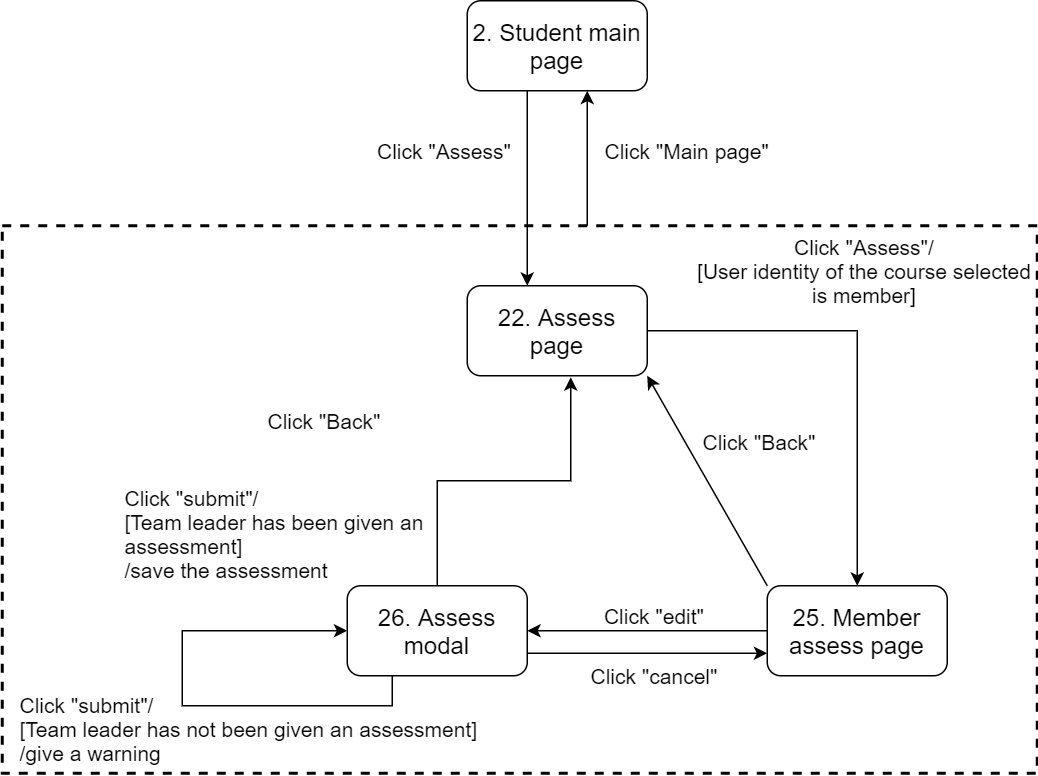 2. Student main
page
Click "Assess"
Click "Main page"
Click "Assess"/
[User identity of the course selected
is member]
22. Assess
page
Click "Back"
Click "Back"
Click "submit"/
[Team leader has been given an
assessment]
/save the assessment
26. Assess
modal
Click "edit"
25. Member
assess page
Click "cancel"
Click "submit"/
[Team leader has not been given an assessment]
/give a warning